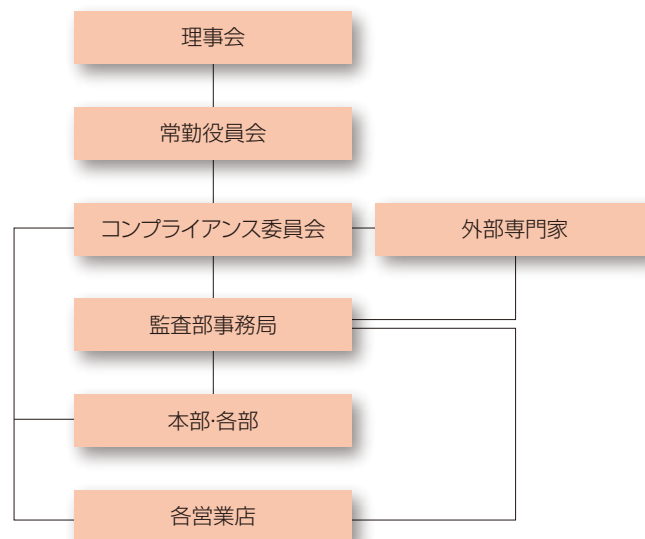 理事会
常勤役員会
コンプライアンス委員会
外部専門家
監査部事務局
本部·各部
各営業店